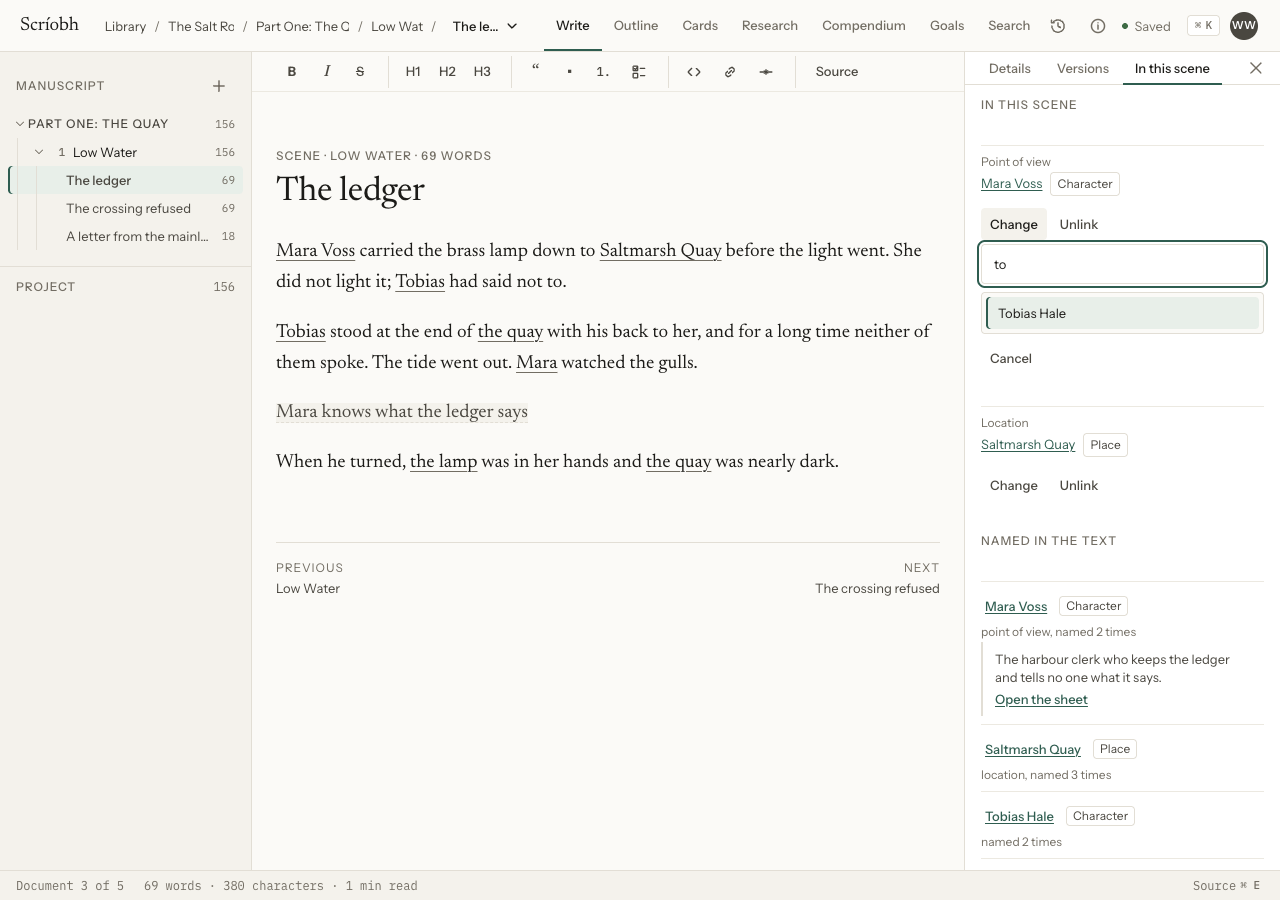 Scríobh Library / The Salt Ro / Part One: The Q / Low Wat / The le... Write Outline Cards Research Compendium Goals Search Saved ⌘ K WW
MANUSCRIPT
PART ONE: THE QUAY 156
1 Low Water 156
The ledger 69
The crossing refused 69
A letter from the mainl... 18
PROJECT 156
B I S H1 H2 H3 “ ▪ 1. <> Source
SCENE · LOW WATER · 69 WORDS
The ledger
Mara Voss carried the brass lamp down to Saltmarsh Quay before the light went. She
did not light it; Tobias had said not to.
Tobias stood at the end of the quay with his back to her, and for a long time neither of
them spoke. The tide went out. Mara watched the gulls.
Mara knows what the ledger says
When he turned, the lamp was in her hands and the quay was nearly dark.
PREVIOUS NEXT
Low Water The crossing refused
Details Versions In this scene
IN THIS SCENE
Point of view
Mara Voss Character
Change Unlink
to
Tobias Hale
Cancel
Location
Saltmarsh Quay Place
Change Unlink
NAMED IN THE TEXT
Mara Voss Character
point of view, named 2 times
The harbour clerk who keeps the ledger
and tells no one what it says.
Open the sheet
Saltmarsh Quay Place
location, named 3 times
Tobias Hale Character
named 2 times
Document 3 of 5 69 words · 380 characters · 1 min read Source ⌘ E